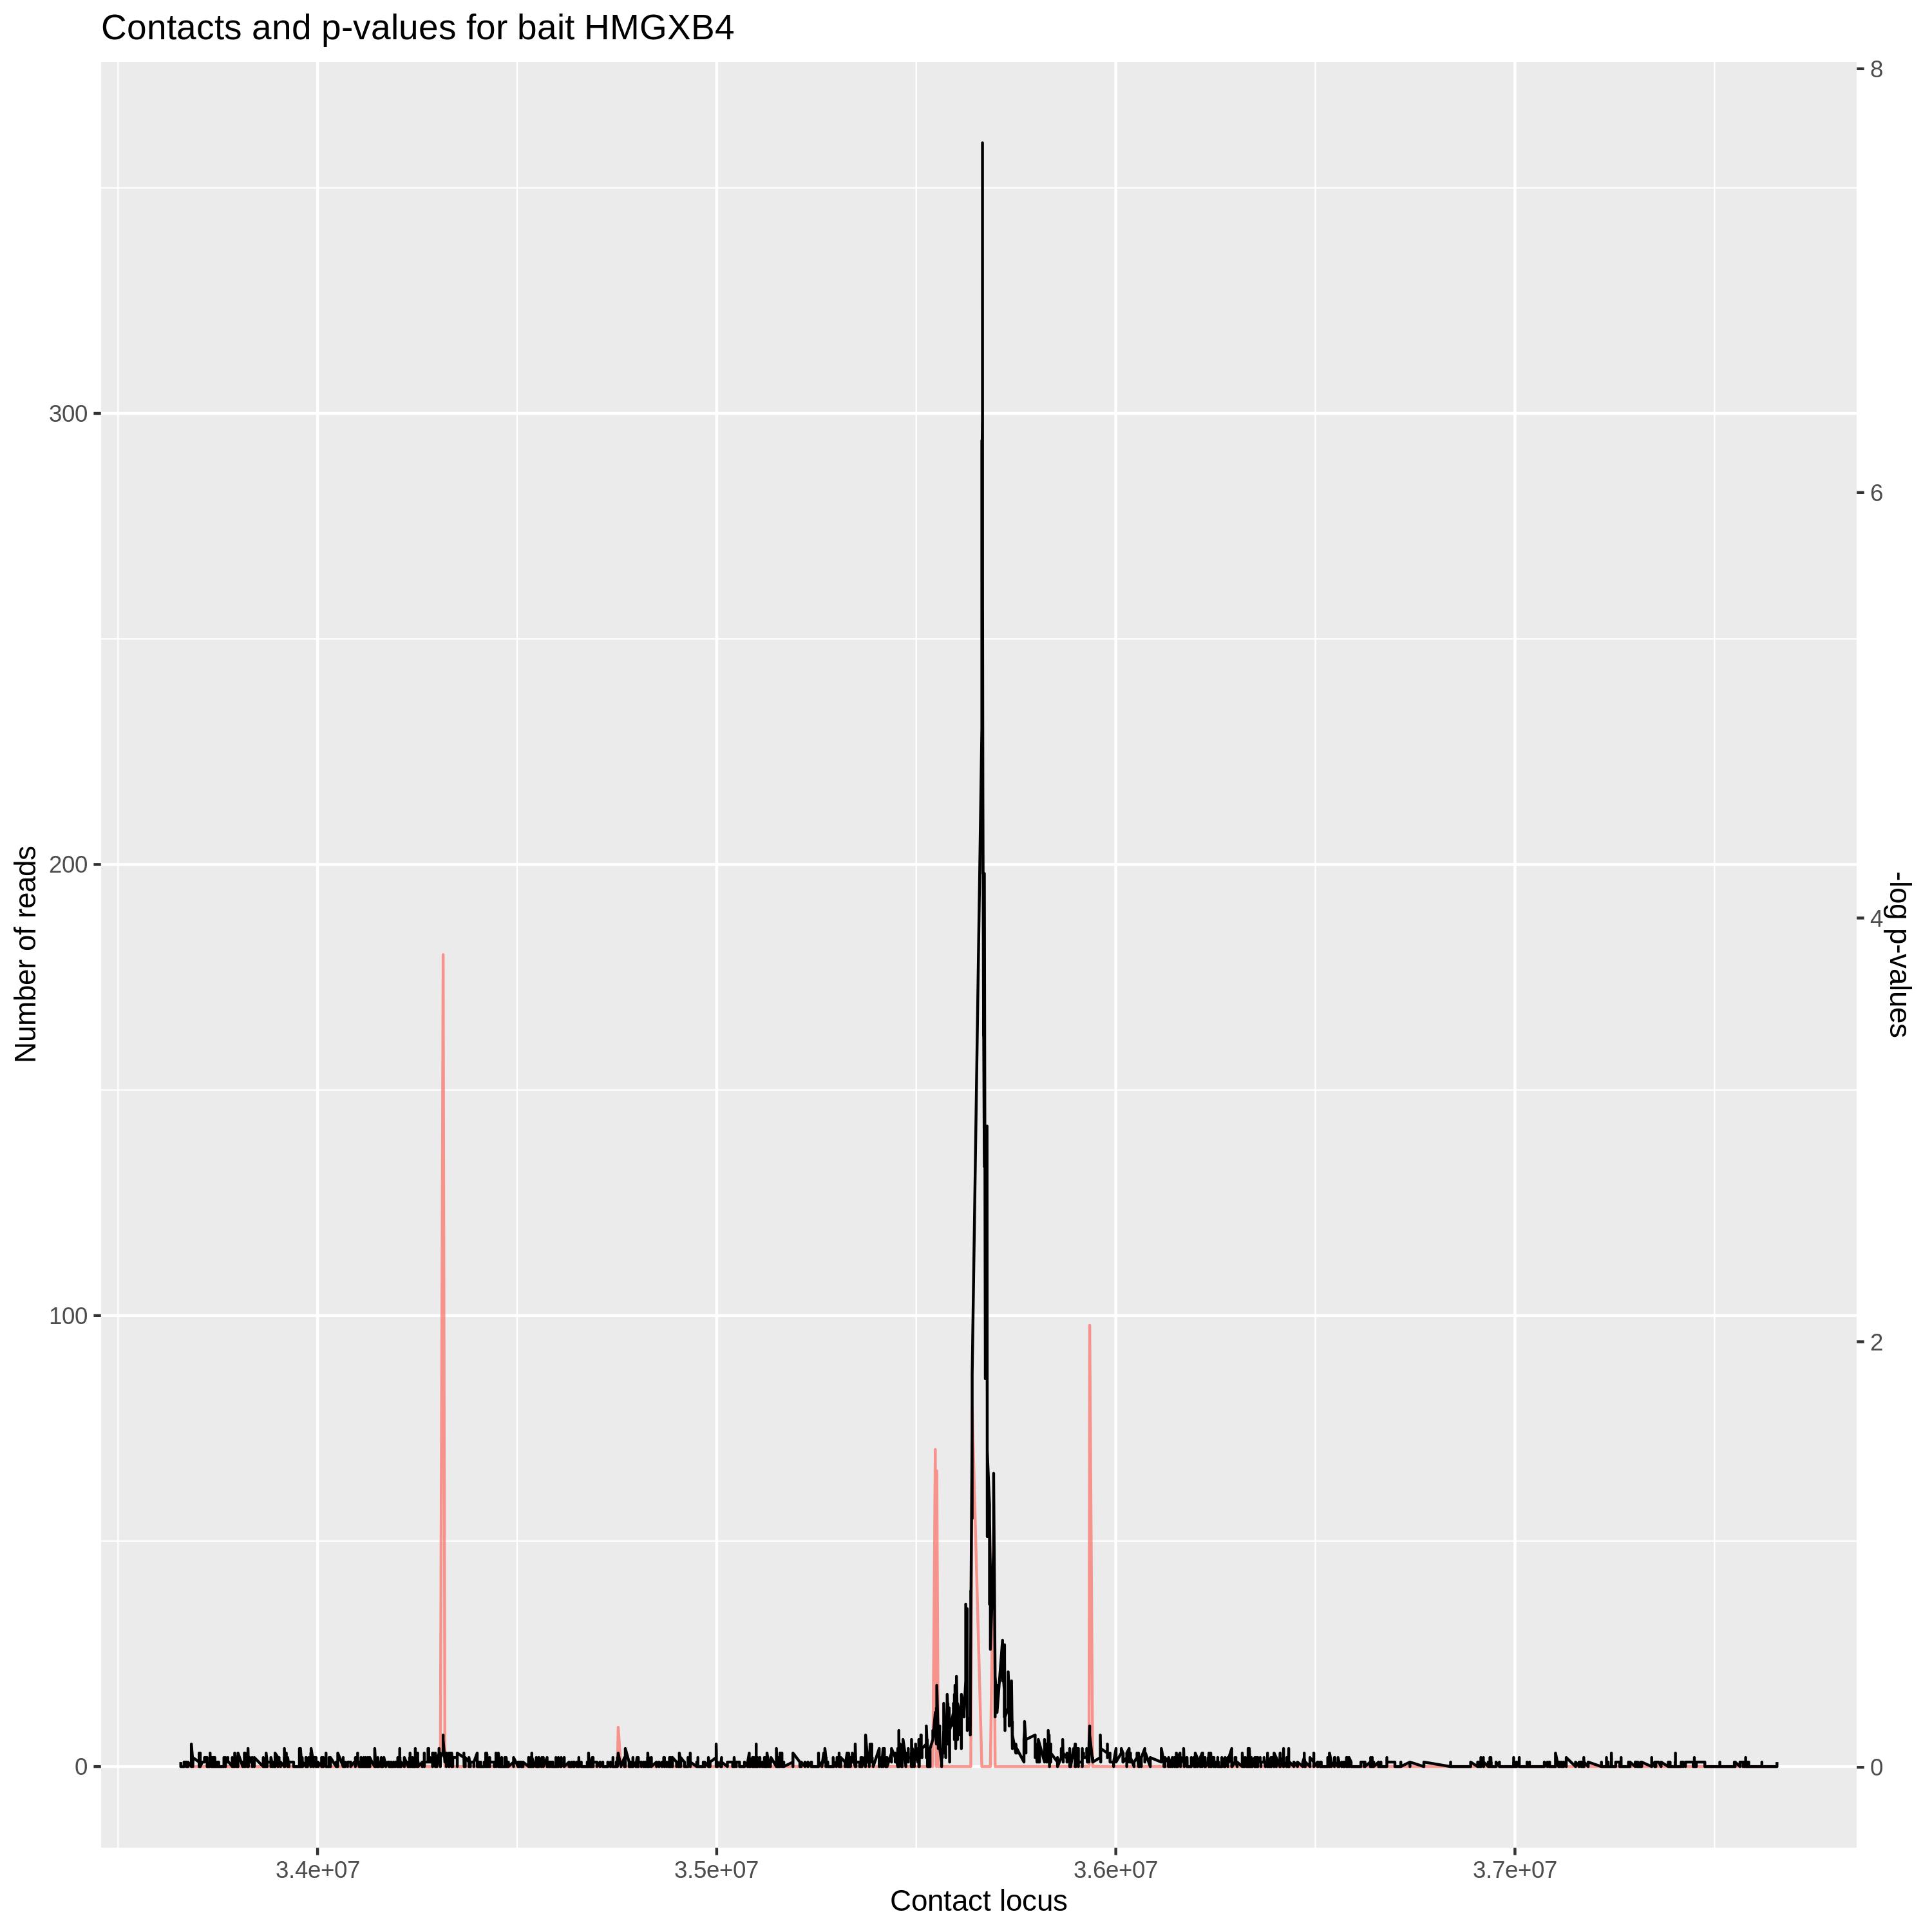 Contacts and p-values for bait HMGXB4
8
300
6
200
4
Number of reads
-log p-values
100
2
0
0
3.4e+07
3.5e+07
3.6e+07
3.7e+07
Contact locus